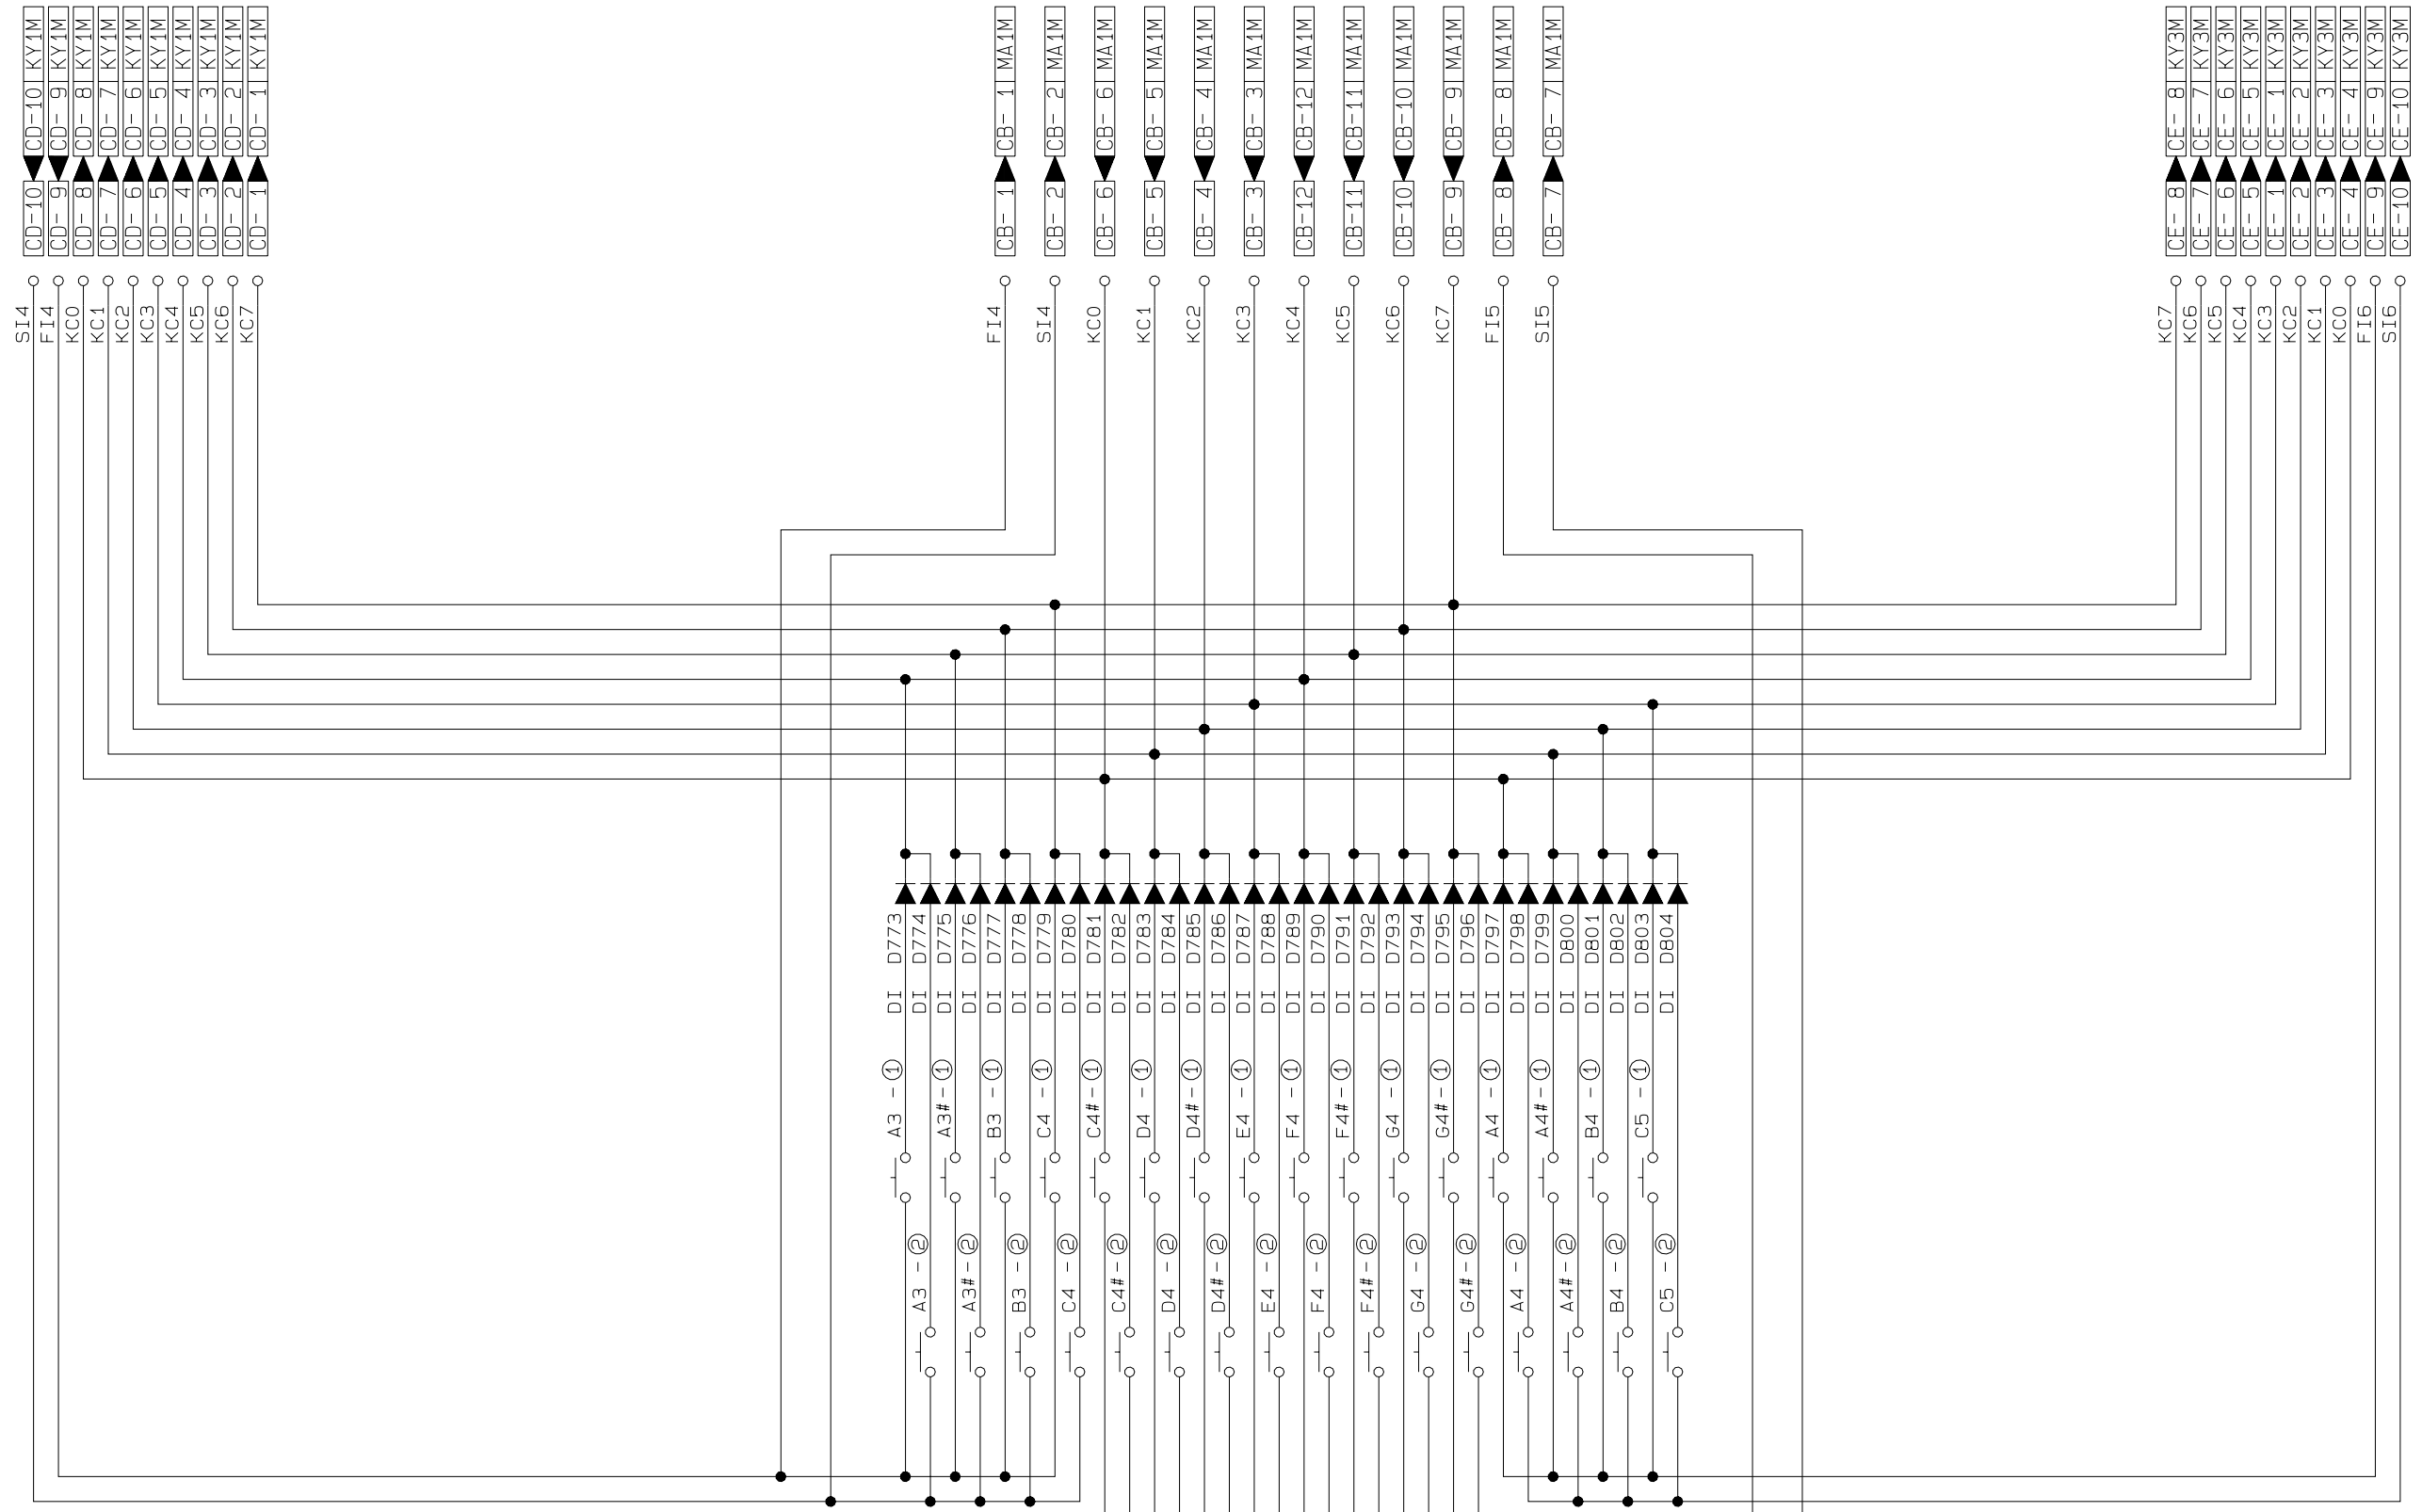 CD-10 KY1M
CD- 9 KY1M
CD- 8 KY1M
CD- 7 KY1M
CD- 6 KY1M
CD- 5 KY1M
CD- 4 KY1M
CD- 3 KY1M
CD- 2 KY1M
CD- 1 KY1M
CB- 1 MA1M
CB- 2 MA1M
CB- 6 MA1M
CB- 5 MA1M
CB- 4 MA1M
CB- 3 MA1M
CB-12 MA1M
CB-11 MA1M
CB-10 MA1M
CB- 9 MA1M
CB- 8 MA1M
CB- 7 MA1M
CE- 8 KY3M
CE- 7 KY3M
CE- 6 KY3M
CE- 5 KY3M
CE- 1 KY3M
CE- 2 KY3M
CE- 3 KY3M
CE- 4 KY3M
CE- 9 KY3M
CE-10 KY3M
CD-10
CD- 9
CD- 8
CD- 7
CD- 6
CD- 5
CD- 4
CD- 3
CD- 2
CD- 1
CB- 1
CB- 2
CB- 6
CB- 5
CB- 4
CB- 3
CB-12
CB-11
CB-10
CB- 9
CB- 8
CB- 7
CE- 8
CE- 7
CE- 6
CE- 5
CE- 1
CE- 2
CE- 3
CE- 4
CE- 9
CE-10
SI4
FI4
KC0
KC1
KC2
KC3
KC4
KC5
KC6
KC7
FI4
SI4
KC0
KC1
KC2
KC3
KC4
KC5
KC6
KC7
FI5
SI5
KC7
KC6
KC5
KC4
KC3
KC2
KC1
KC0
FI6
SI6
DI D773
DI D774
DI D775
DI D776
DI D777
DI D778
DI D779
DI D780
DI D781
DI D782
DI D783
DI D784
DI D785
DI D786
DI D787
DI D788
DI D789
DI D790
DI D791
DI D792
DI D793
DI D794
DI D795
DI D796
DI D797
DI D798
DI D799
DI D800
DI D801
DI D802
DI D803
DI D804
A3 - ①
A3#- ①
B3 - ①
C4 - ①
C4#- ①
D4 - ①
D4#- ①
E4 - ①
F4 - ①
F4#- ①
G4 - ①
G4#- ①
A4 - ①
A4#- ①
B4 - ①
C5 - ①
A3 - ②
A3#- ②
B3 - ②
C4 - ②
C4#- ②
D4 - ②
D4#- ②
E4 - ②
F4 - ②
F4#- ②
G4 - ②
G4#- ②
A4 - ②
A4#- ②
B4 - ②
C5 - ②